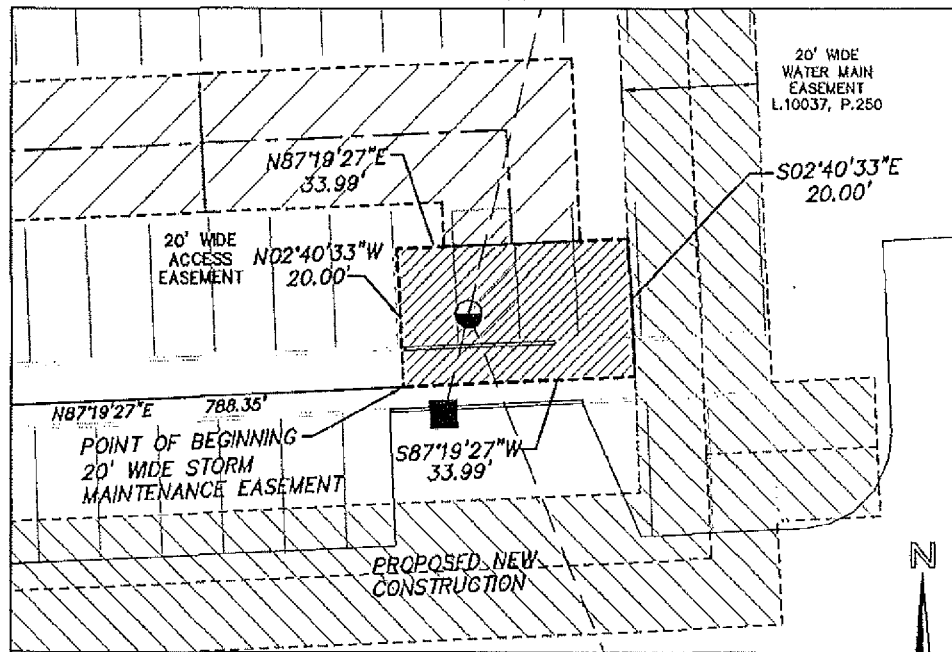 20' WIDE
WATER MAIN
EASEMENT
L.10037, P.250
N87°19'27"E
33.99'
S02°40'33"E
20.00'
20' WIDE
ACCESS
EASEMENT
N02°40'33"W
20.00'
N87°19'27"E 788.35'
POINT OF BEGINNING
20' WIDE STORM
MAINTENANCE EASEMENT
S87°19'27"W
33.99'
PROPOSED NEW
CONSTRUCTION
N